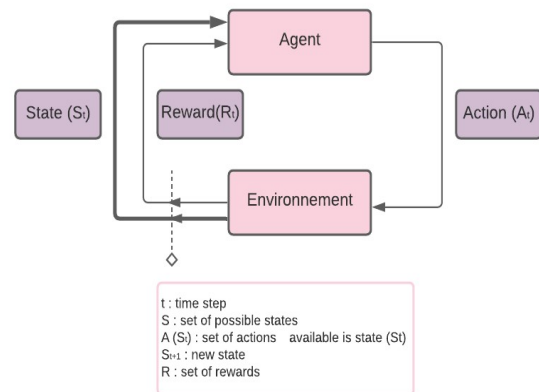 Agent
State (St)
Reward(Rt)
Action (At)
Environnement
t : time step
S : set of possible states
A (St) : set of actions available is state (St)
St+1 : new state
R : set of rewards